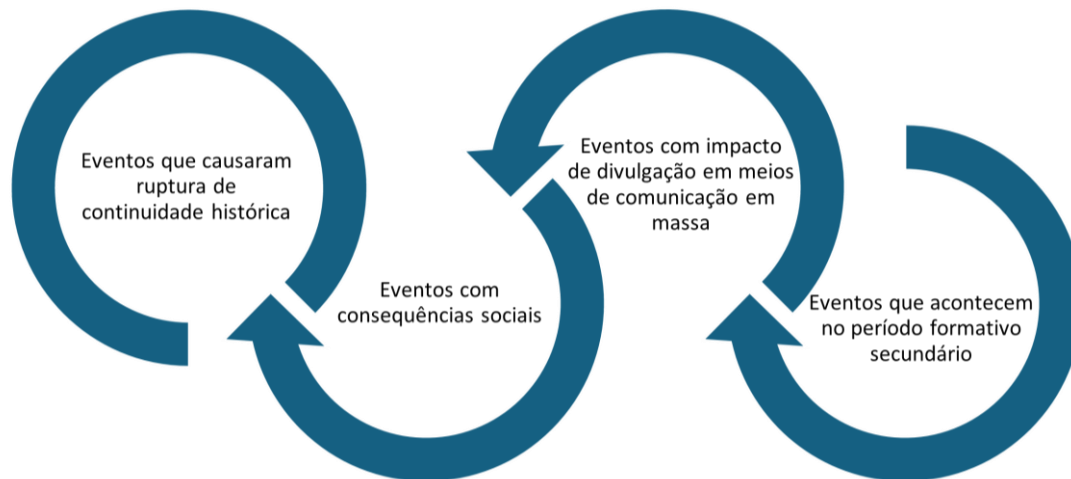 Eventos que causaram
ruptura de
continuidade histórica
Eventos com
consequências sociais
Eventos com impacto
de divulgação em meios
de comunicação em
massa
Eventos que acontecem
no período formativo
secundário